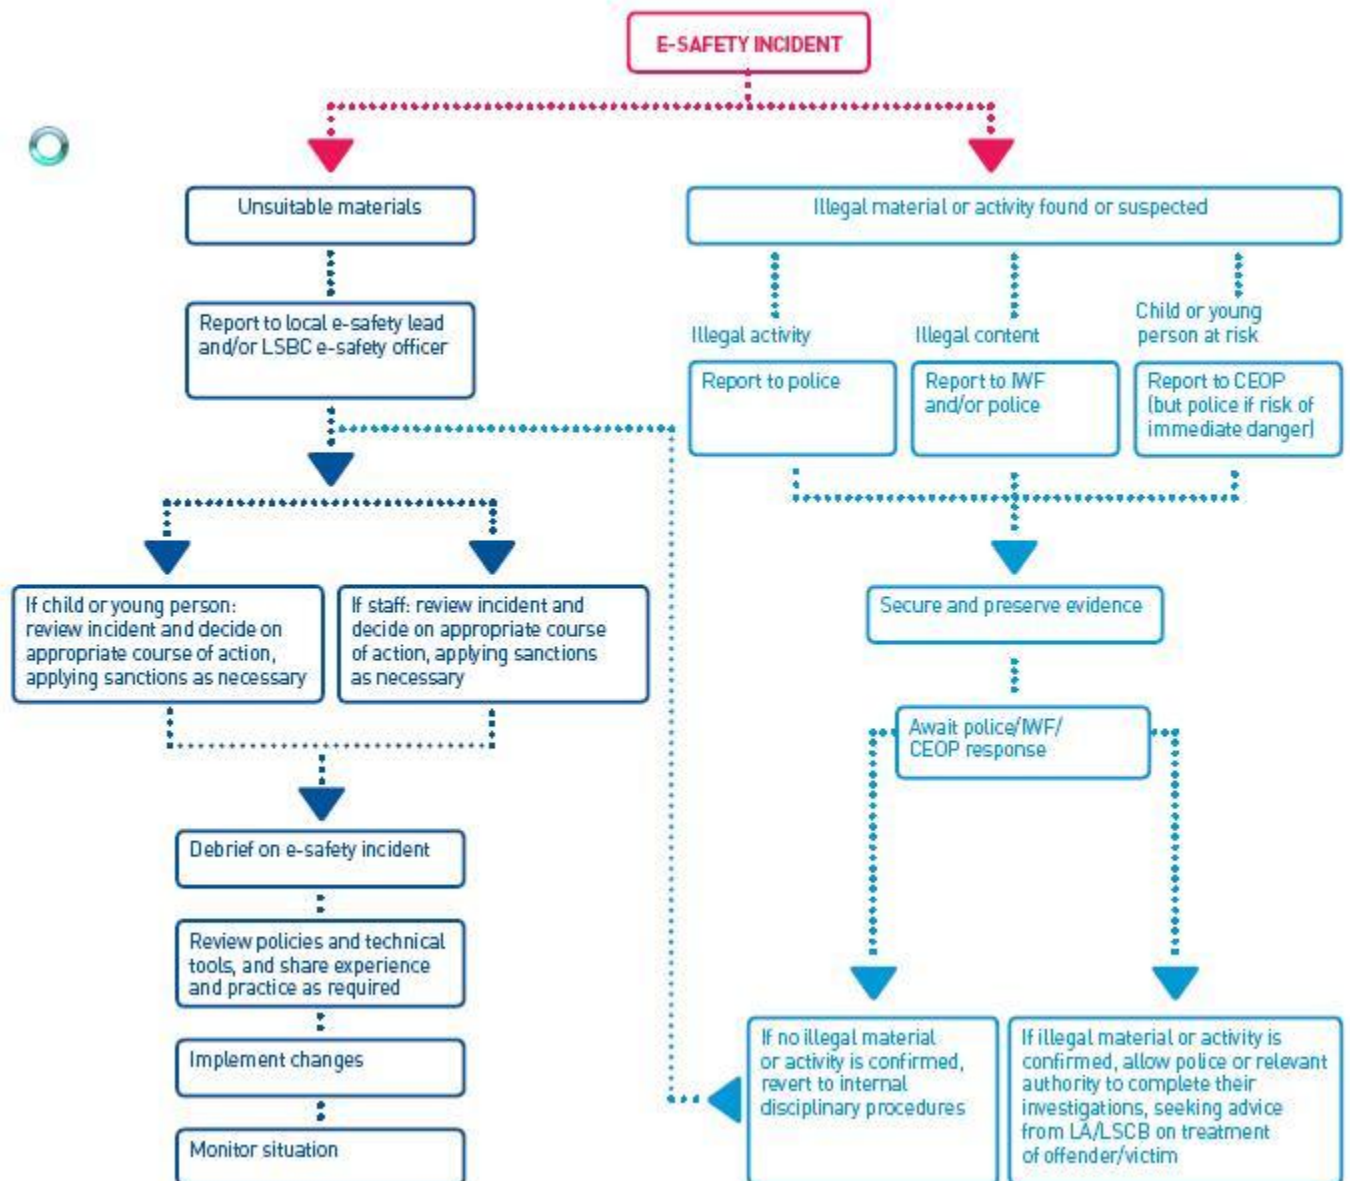 E-SAFETY INCIDENT
Unsuitable materials
Illegal material or activity found or suspected
Report to local e-safety lead
and/or LSBC e-safety officer
Illegal activity
Report to police
Illegal content
Report to IWF
and/or police
Child or young
person at risk
Report to CEOP
(but police if risk of
immediate danger)
If child or young person:
review incident and decide on
appropriate course of action,
applying sanctions as necessary
If staff: review incident and
decide on appropriate course
of action, applying sanctions
as necessary
Secure and preserve evidence
Await police/IWF/
CEOP response
Debrief on e-safety incident
Review policies and technical
tools, and share experience
and practice as required
Implement changes
Monitor situation
If no illegal material
or activity is confirmed,
revert to internal
disciplinary procedures
If illegal material or activity is
confirmed, allow police or relevant
authority to complete their
investigations, seeking advice
from LA/LSCB on treatment
of offender/victim